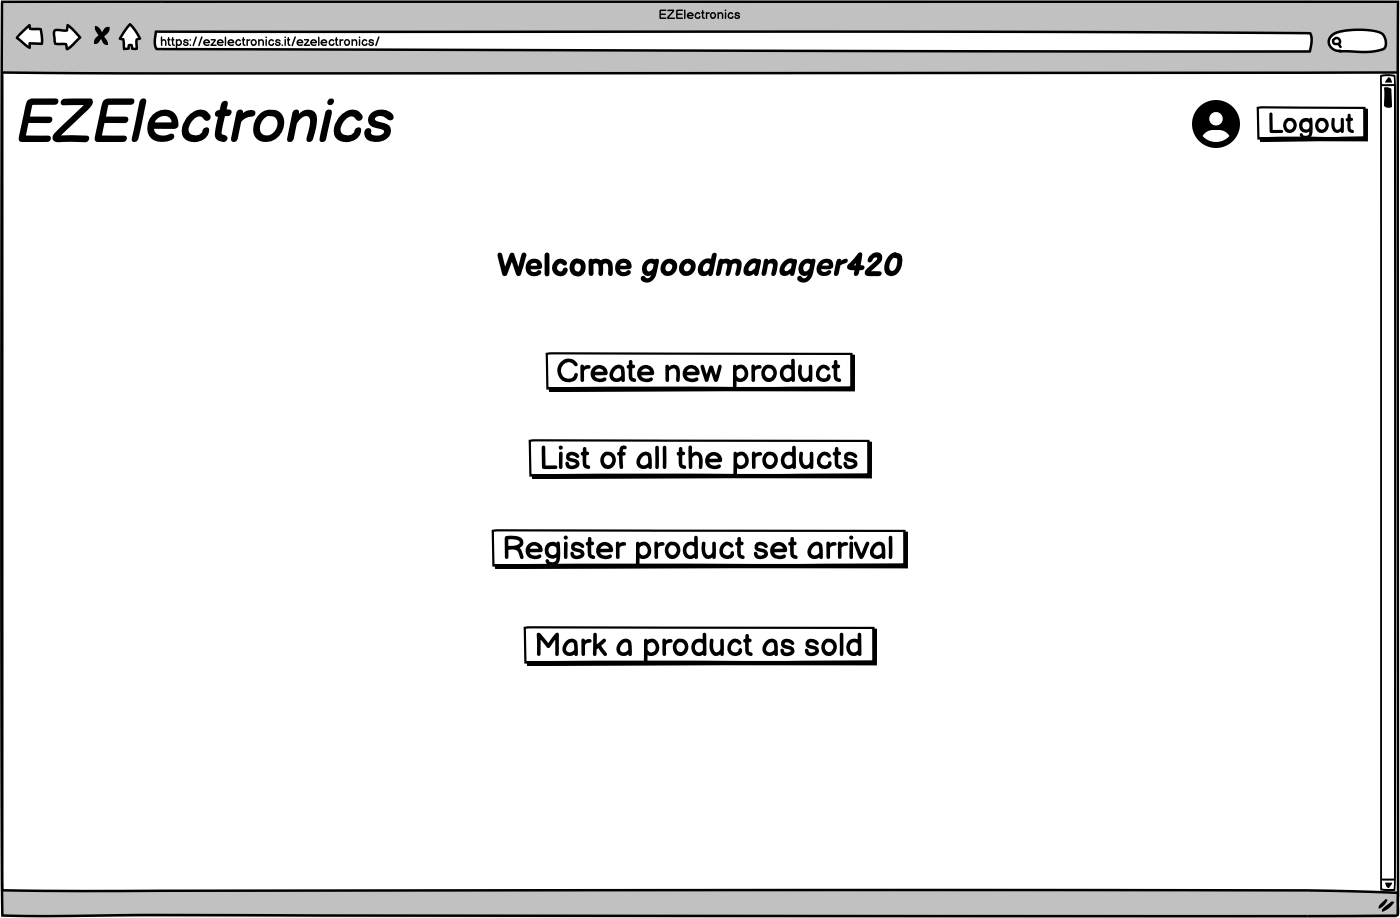 EZElectronics
https://ezelectronics.it/ezelectronics/
EZElectronics
Logout
Welcome goodmanager420
Create new product
List of all the products
Register product set arrival
Mark a product as sold